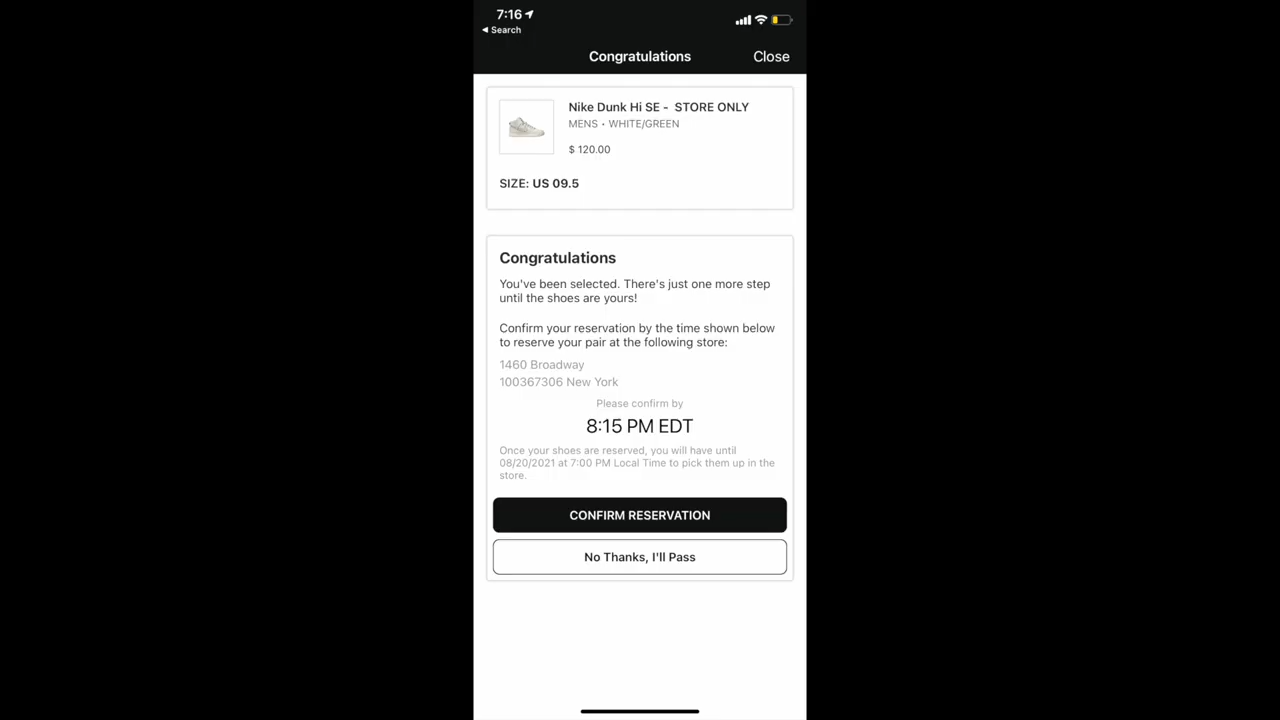 7:16
◀ Search
Congratulations
Close
Nike Dunk Hi SE - STORE ONLY
MENS • WHITE/GREEN
$ 120.00
SIZE: US 09.5
Congratulations
You've been selected. There's just one more step
until the shoes are yours!
Confirm your reservation by the time shown below
to reserve your pair at the following store:
1460 Broadway
100367306 New York
Please confirm by
8:15 PM EDT
Once your shoes are reserved, you will have until
08/20/2021 at 7:00 PM Local Time to pick them up in the
store.
CONFIRM RESERVATION
No Thanks, I'll Pass